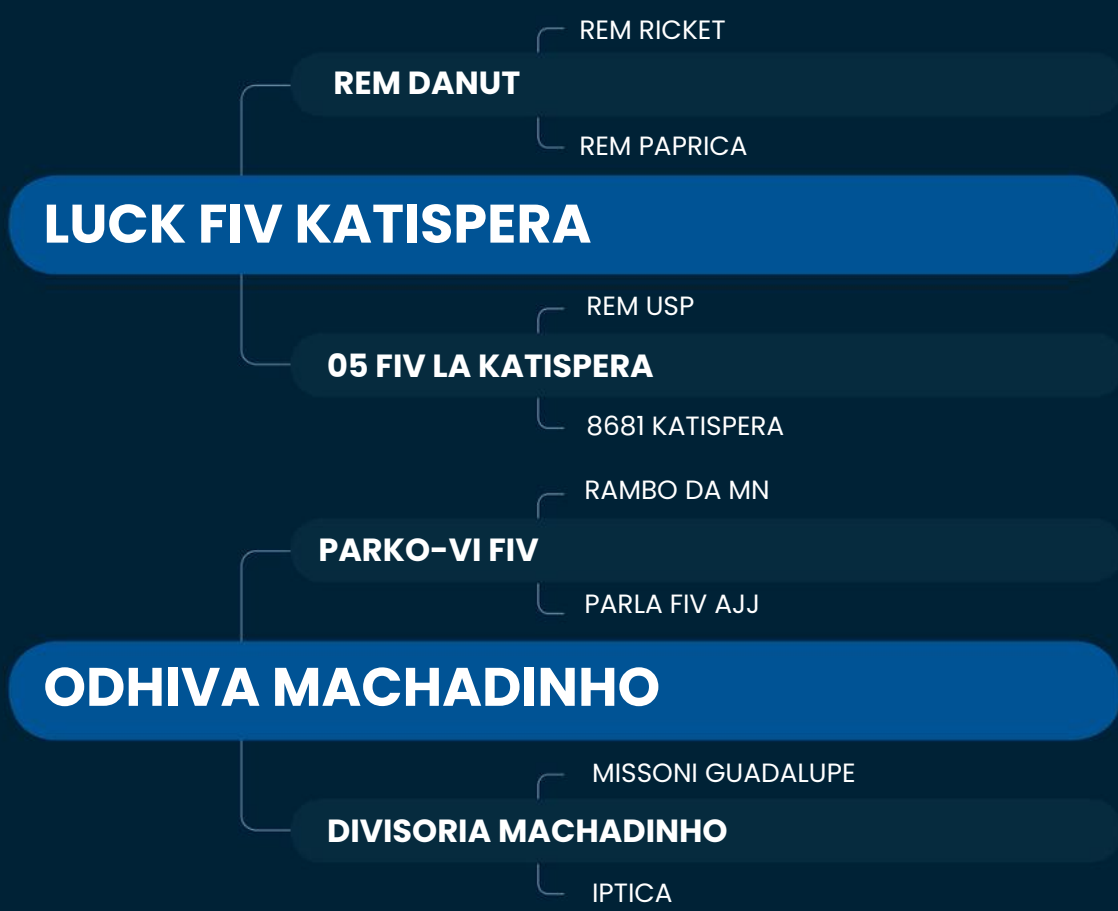 REM RICKET
REM DANUT
REM PAPRICA
LUCK FIV KATISPERA
REM USP
05 FIV LA KATISPERA
8681 KATISPERA
RAMBO DA MN
PARKO-VI FIV
PARLA FIV AJJ
ODHIVA MACHADINHO
MISSONI GUADALUPE
DIVISORIA MACHADINHO
IPTICA